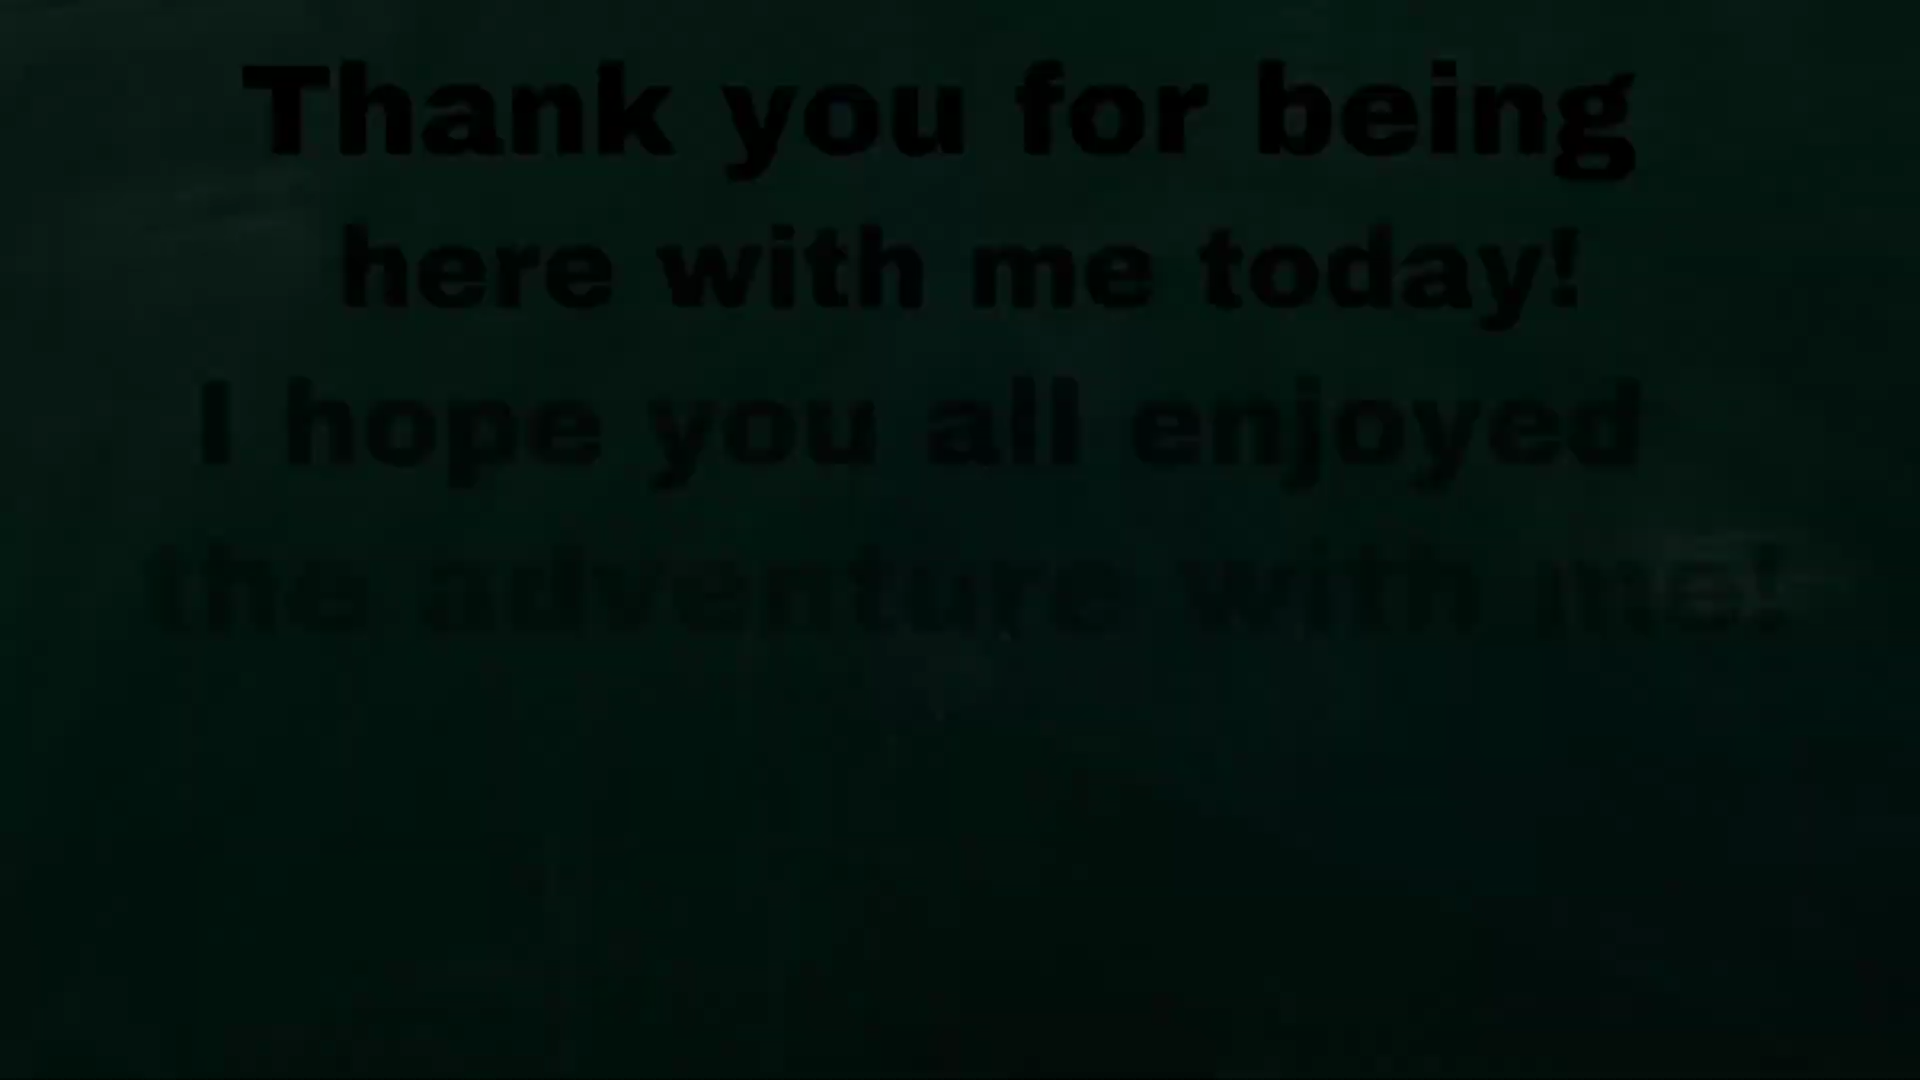 Thank you for being
here with me today!
I hope you all enjoyed
the adventure with me!